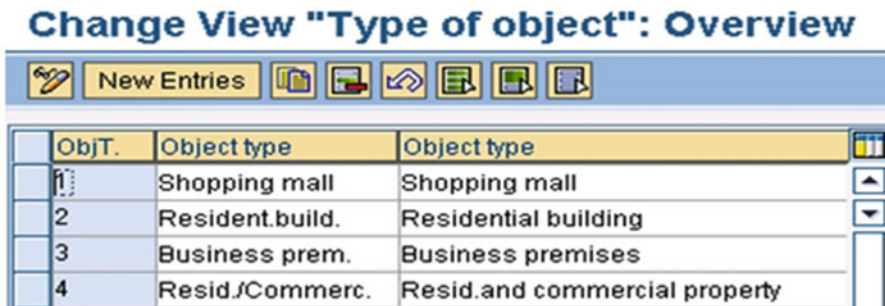 Change View "Type of object": Overview
New Entries
ObjT. Object type Object type
1 Shopping mall Shopping mall
2 Resident.build. Residential building
3 Business prem. Business premises
4 Resid./Commerc. Resid.and commercial property